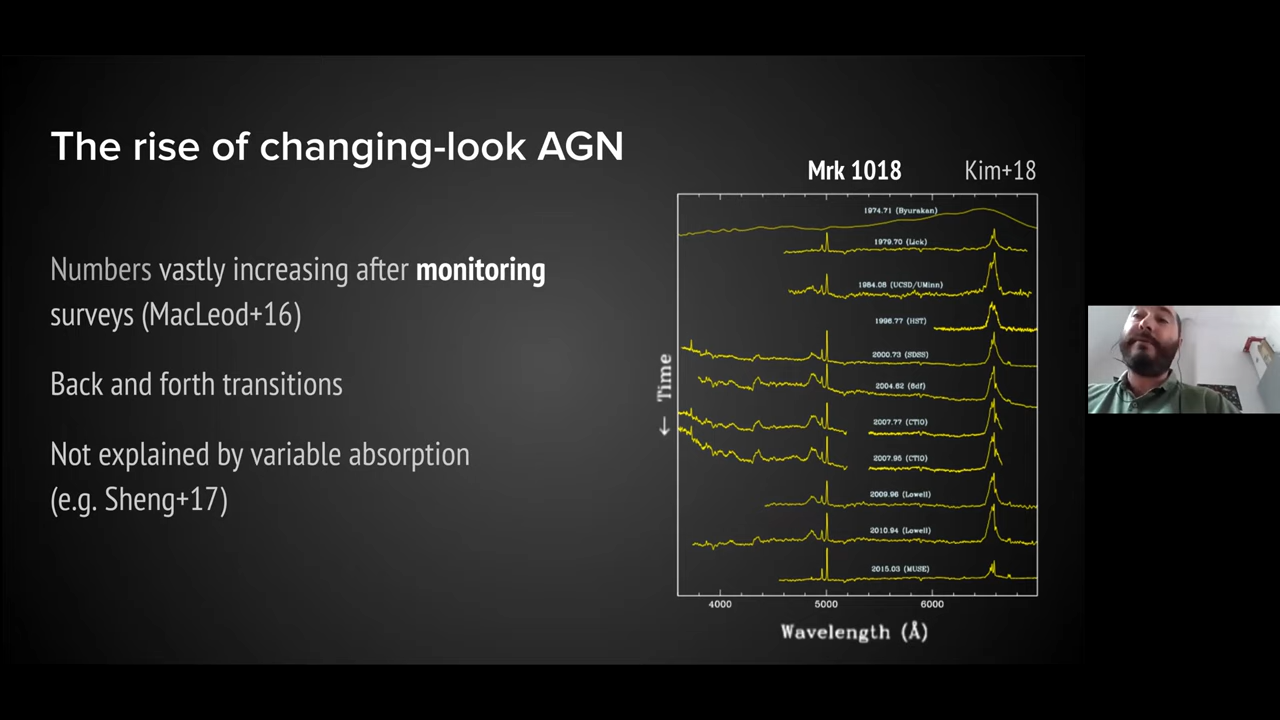 The rise of changing-look AGN
Numbers vastly increasing after monitoring
surveys (MacLeod+16)
Back and forth transitions
Not explained by variable absorption
(e.g. Sheng+17)
Mrk 1018
Kim+18
1974.71 (Byurakan)
1979.70 (Lick)
1984.08 (UCSD/UMinn)
1996.77 (HST)
2000.73 (SDSS)
2004.62 (6df)
2007.77 (CTIO)
2007.95 (CTIO)
2009.96 (Lowell)
2010.94 (Lowell)
2015.03 (MUSE)
← Time
4000 5000 6000
Wavelength (Å)